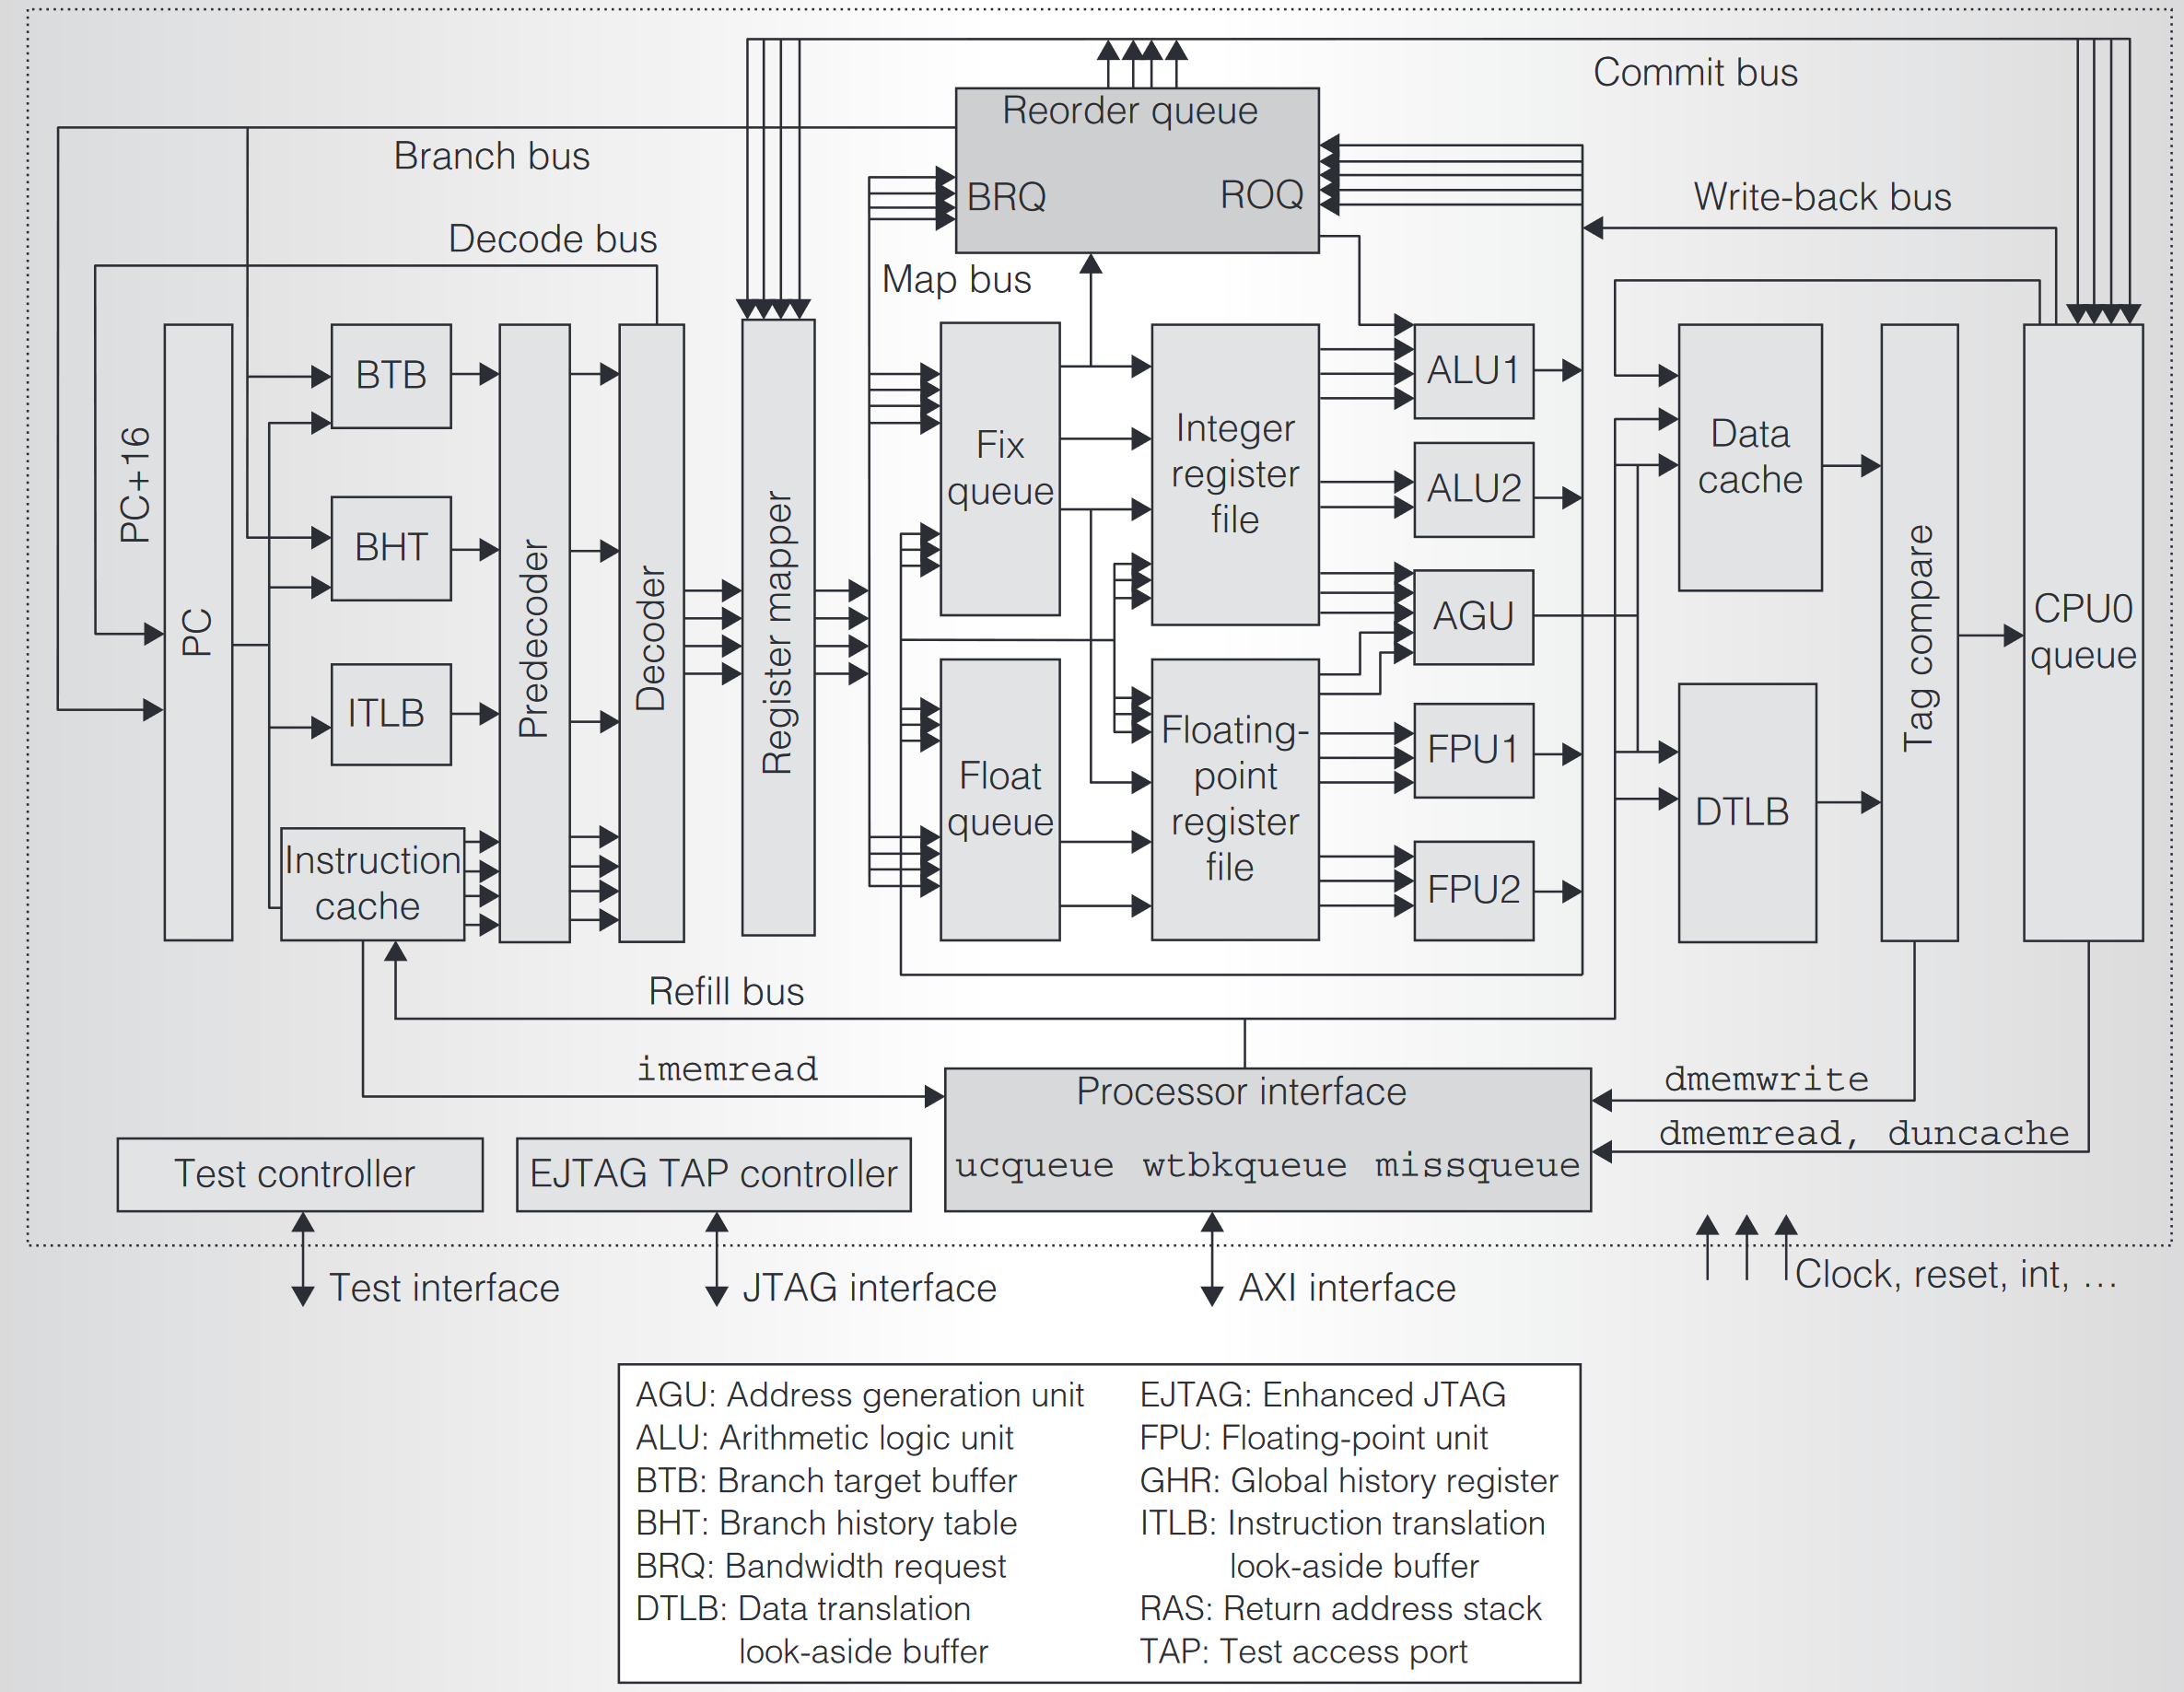 Commit bus
Reorder queue
Branch bus
BRQ
ROQ
Write-back bus
Decode bus
Map bus
PC+16
PC
BTB
BHT
ITLB
Instruction
cache
Predecoder
Decoder
Register mapper
Fix
queue
Float
queue
Integer
register
file
Floating-
point
register
file
ALU1
ALU2
AGU
FPU1
FPU2
Data
cache
DTLB
Tag compare
CPU0
queue
Refill bus
imemread
Processor interface
ucqueue wtbkqueue missqueue
dmemwrite
dmemread, duncache
Test controller
EJTAG TAP controller
Test interface
JTAG interface
AXI interface
Clock, reset, int, ...
AGU: Address generation unit
ALU: Arithmetic logic unit
BTB: Branch target buffer
BHT: Branch history table
BRQ: Bandwidth request
DTLB: Data translation
look-aside buffer
EJTAG: Enhanced JTAG
FPU: Floating-point unit
GHR: Global history register
ITLB: Instruction translation
look-aside buffer
RAS: Return address stack
TAP: Test access port